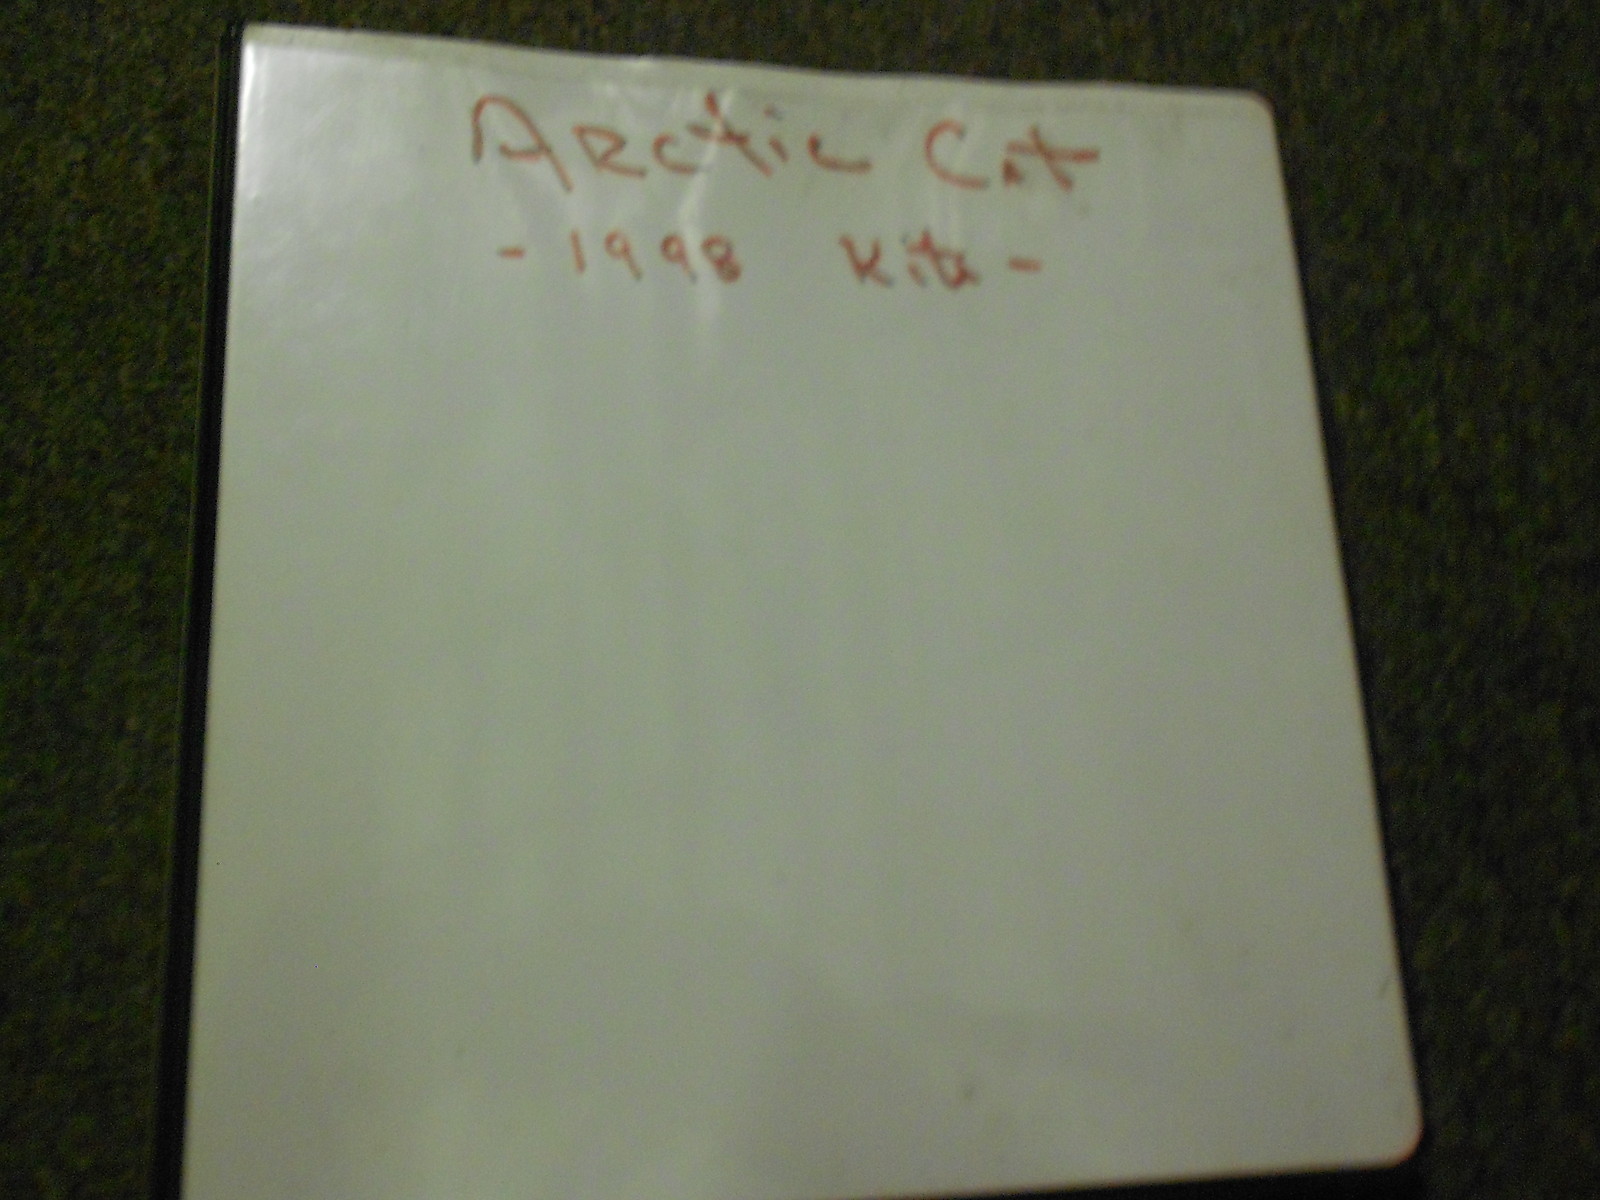 Arctic Cat
- 1998 Kits -